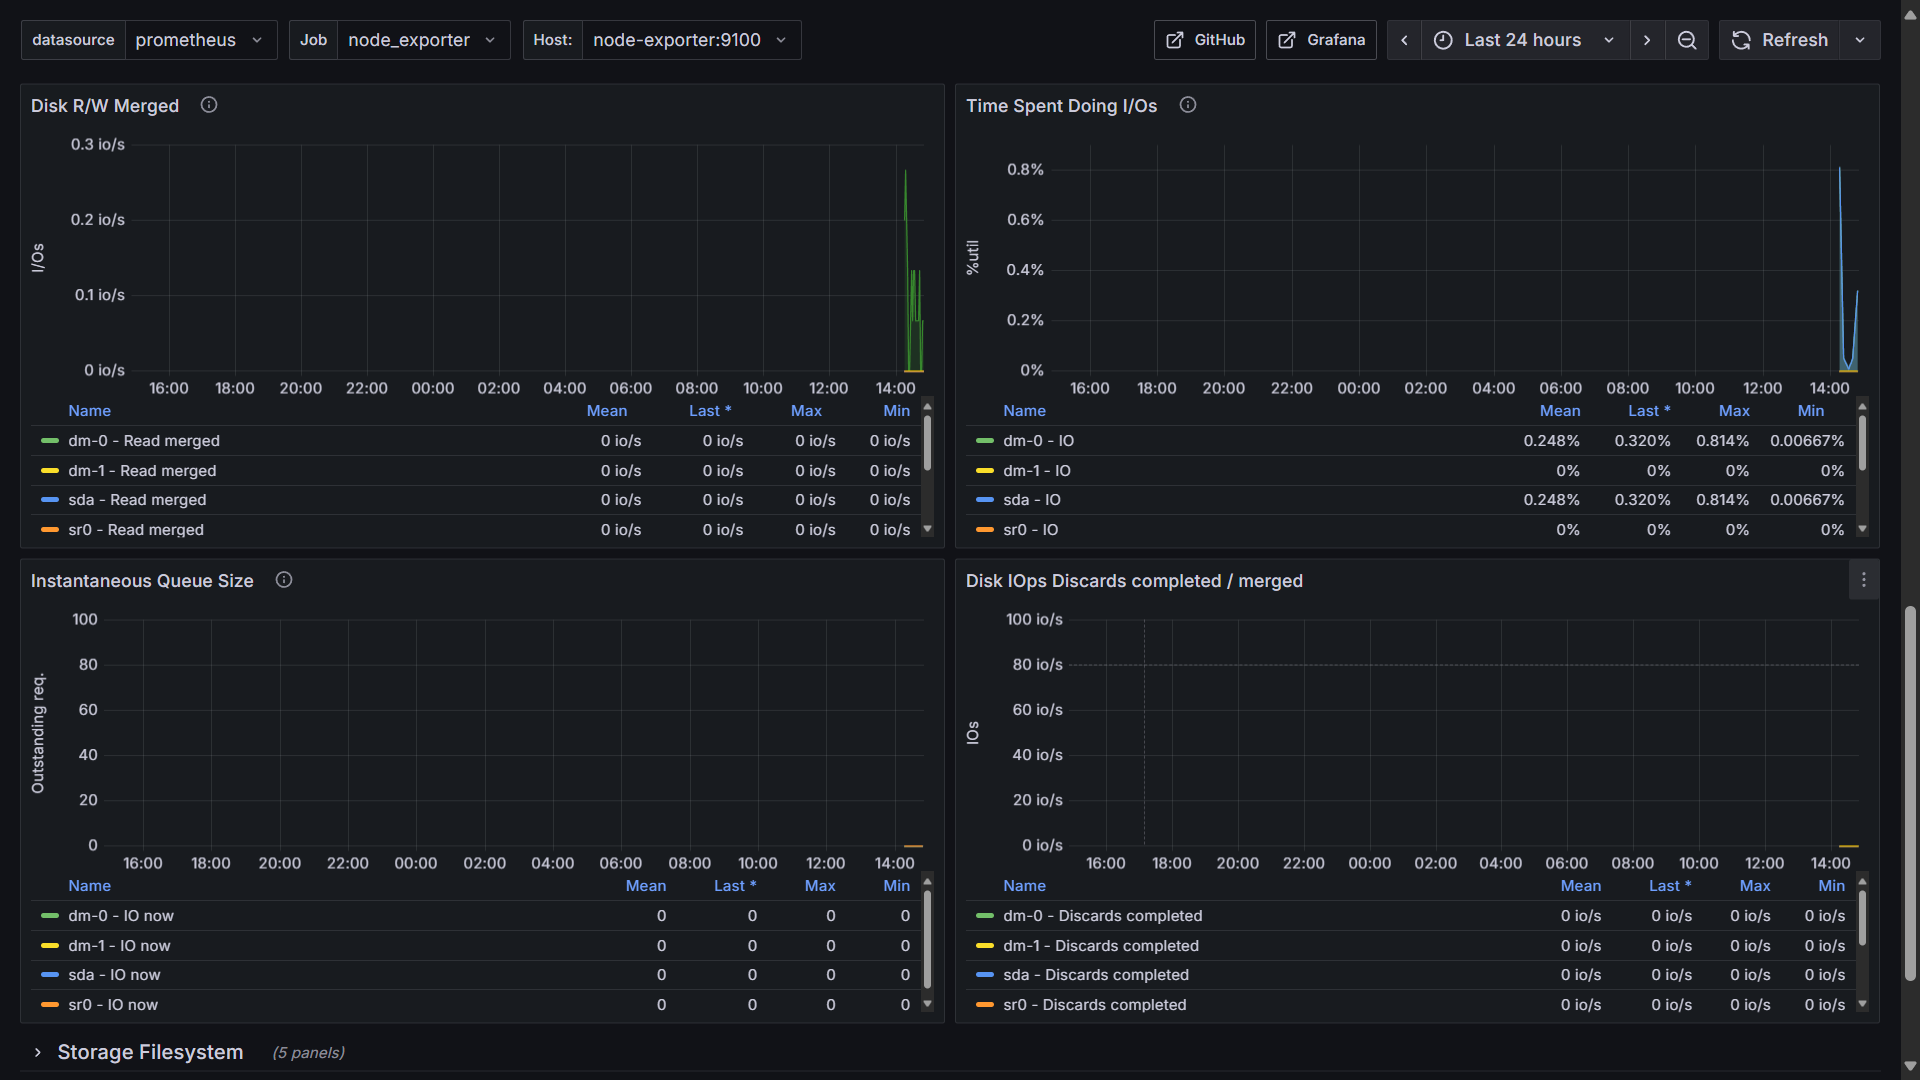 datasource prometheus Job node_exporter Host: node-exporter:9100 GitHub Grafana Last 24 hours Refresh
Disk R/W Merged
I/Os
0.3 io/s
0.2 io/s
0.1 io/s
0 io/s
16:00 18:00 20:00 22:00 00:00 02:00 04:00 06:00 08:00 10:00 12:00 14:00
Name Mean Last * Max Min
dm-0 - Read merged 0 io/s 0 io/s 0 io/s 0 io/s
dm-1 - Read merged 0 io/s 0 io/s 0 io/s 0 io/s
sda - Read merged 0 io/s 0 io/s 0 io/s 0 io/s
sr0 - Read merged 0 io/s 0 io/s 0 io/s 0 io/s
Time Spent Doing I/Os
%util
0.8%
0.6%
0.4%
0.2%
0%
16:00 18:00 20:00 22:00 00:00 02:00 04:00 06:00 08:00 10:00 12:00 14:00
Name Mean Last * Max Min
dm-0 - IO 0.248% 0.320% 0.814% 0.00667%
dm-1 - IO 0% 0% 0% 0%
sda - IO 0.248% 0.320% 0.814% 0.00667%
sr0 - IO 0% 0% 0% 0%
Instantaneous Queue Size
Outstanding req.
100
80
60
40
20
0
16:00 18:00 20:00 22:00 00:00 02:00 04:00 06:00 08:00 10:00 12:00 14:00
Name Mean Last * Max Min
dm-0 - IO now 0 0 0 0
dm-1 - IO now 0 0 0 0
sda - IO now 0 0 0 0
sr0 - IO now 0 0 0 0
Disk IOps Discards completed / merged
IOs
100 io/s
80 io/s
60 io/s
40 io/s
20 io/s
0 io/s
16:00 18:00 20:00 22:00 00:00 02:00 04:00 06:00 08:00 10:00 12:00 14:00
Name Mean Last * Max Min
dm-0 - Discards completed 0 io/s 0 io/s 0 io/s 0 io/s
dm-1 - Discards completed 0 io/s 0 io/s 0 io/s 0 io/s
sda - Discards completed 0 io/s 0 io/s 0 io/s 0 io/s
sr0 - Discards completed 0 io/s 0 io/s 0 io/s 0 io/s
Storage Filesystem (5 panels)